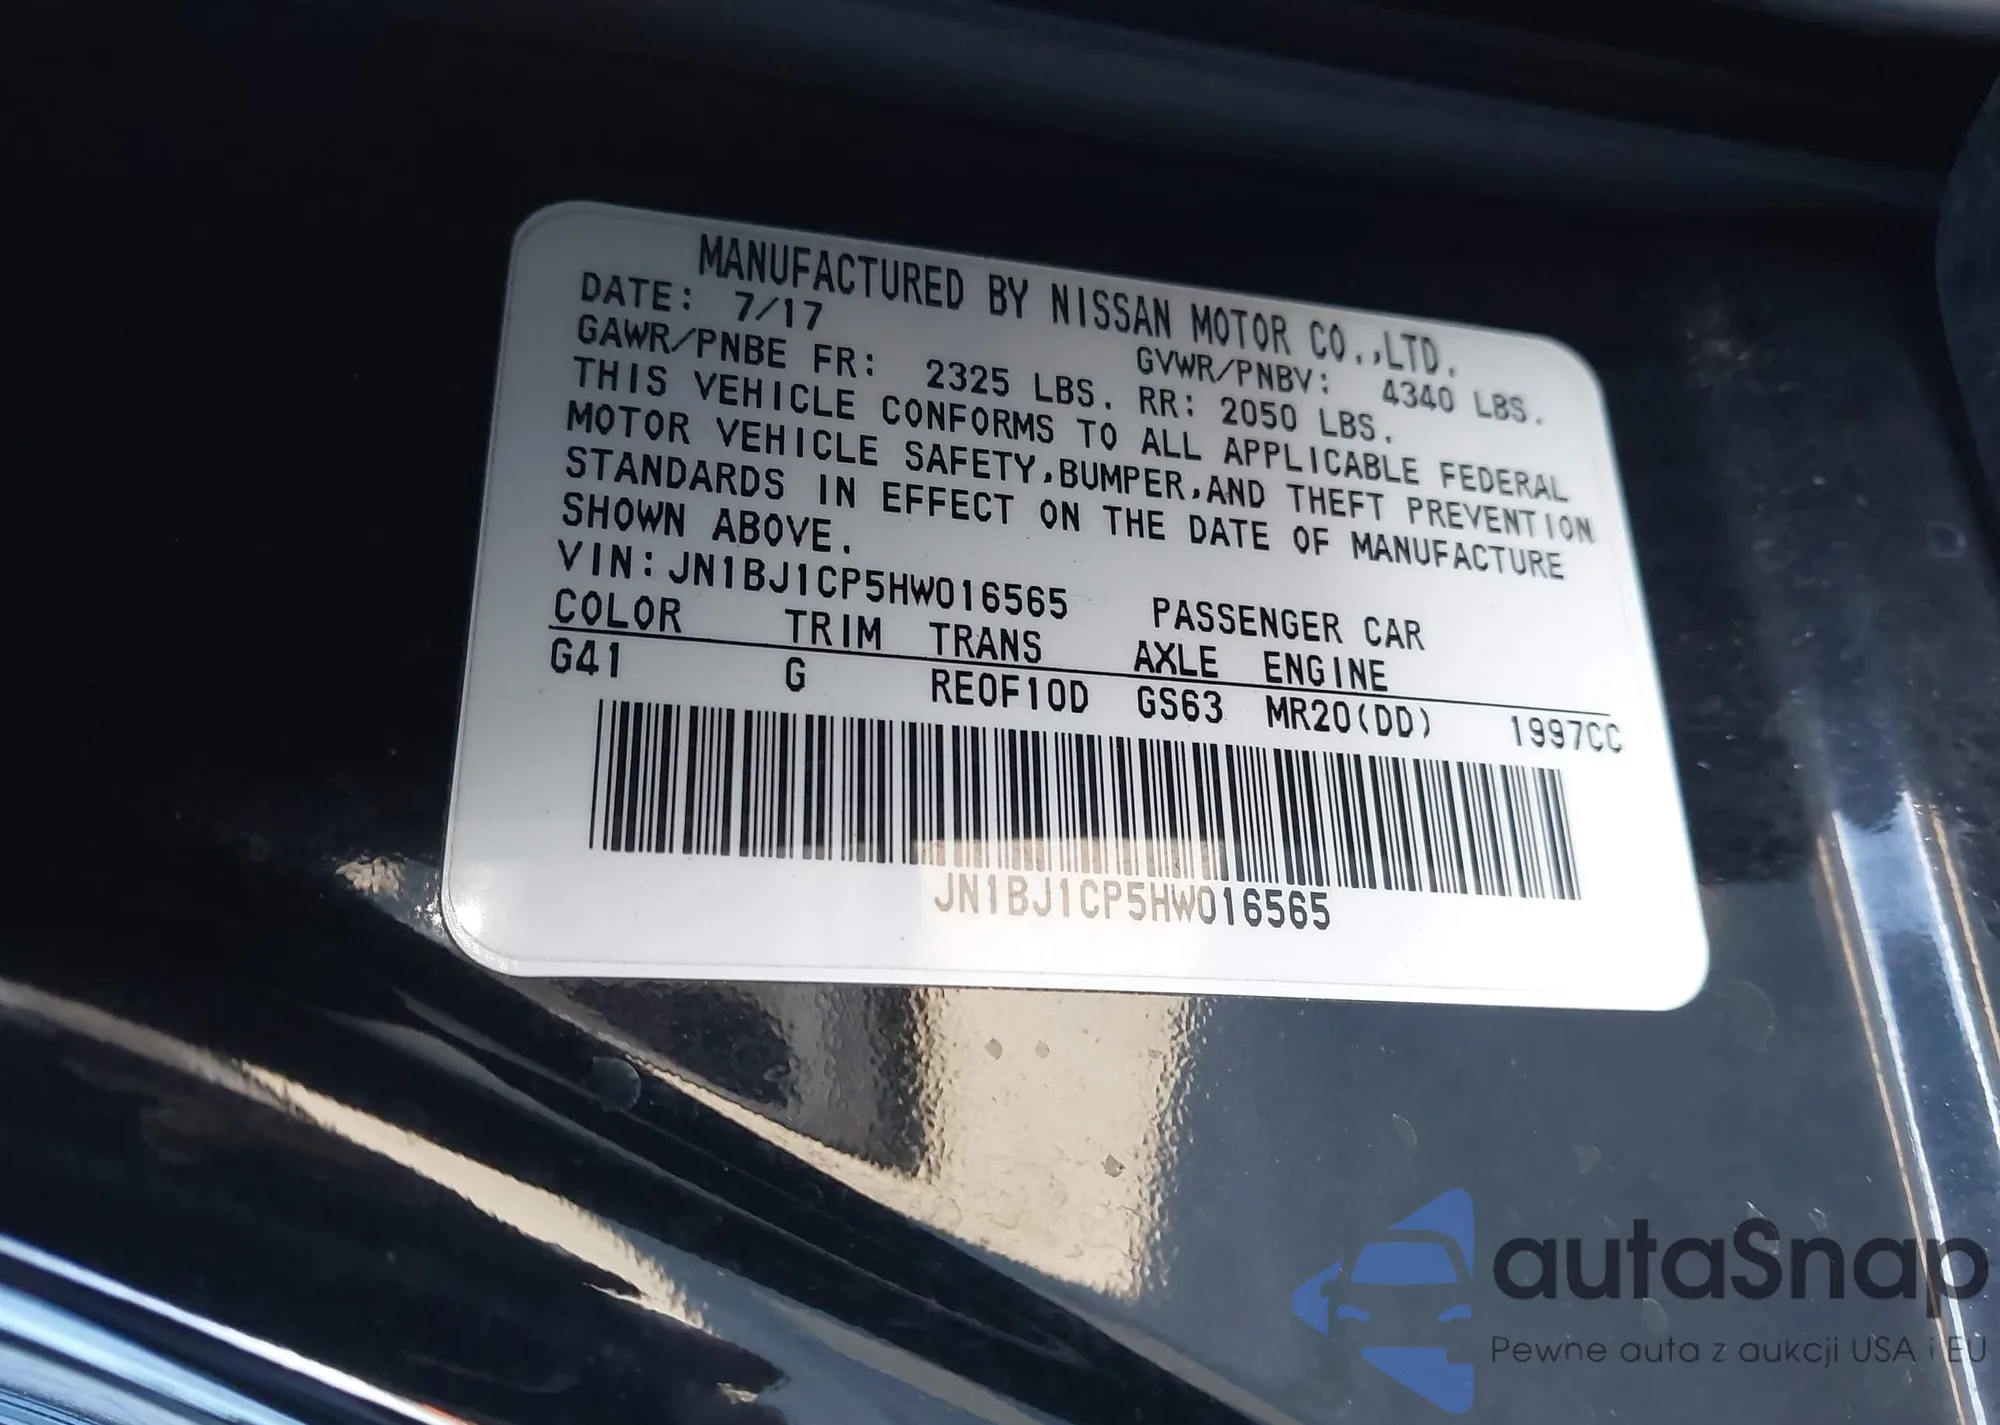 MANUFACTURED BY NISSAN MOTOR CO.,LTD.
DATE: 7/17 GVWR/PNBV: 4340 LBS.
GAWR/PNBE FR: 2325 LBS. RR: 2050 LBS.
THIS VEHICLE CONFORMS TO ALL APPLICABLE FEDERAL
MOTOR VEHICLE SAFETY,BUMPER,AND THEFT PREVENTION
STANDARDS IN EFFECT ON THE DATE OF MANUFACTURE
SHOWN ABOVE.
VIN:JN1BJ1CP5HW016565 PASSENGER CAR
COLOR TRIM TRANS AXLE ENGINE
G41 G RE0F10D GS63 MR20(DD) 1997CC
JN1BJ1CP5HW016565
autaSnap
Pewne auta z aukcji USA i EU